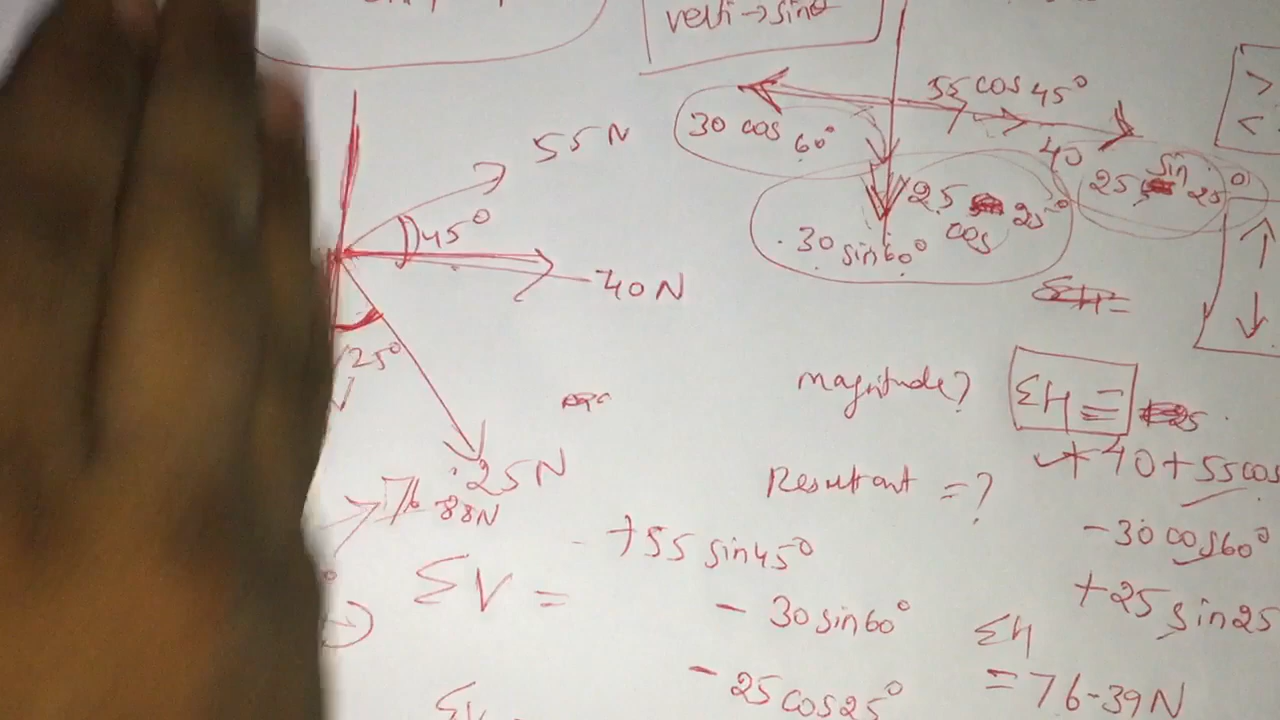 verti → sinθ
55 cos 45°
30 cos 60°
40
25 sin 25°
25 cos 25°
30 sin 60°
55 N
45°
40 N
25°
25 N
76.88N
magnitude?
ΣH =
+ 40 + 55 cos
- 30 cos 60°
+ 25 sin 25
ΣH
= 76.39 N
Resultant = ?
ΣV = + 55 sin 45°
- 30 sin 60°
- 25 cos 25°
ΣV
>
<
↑
↓